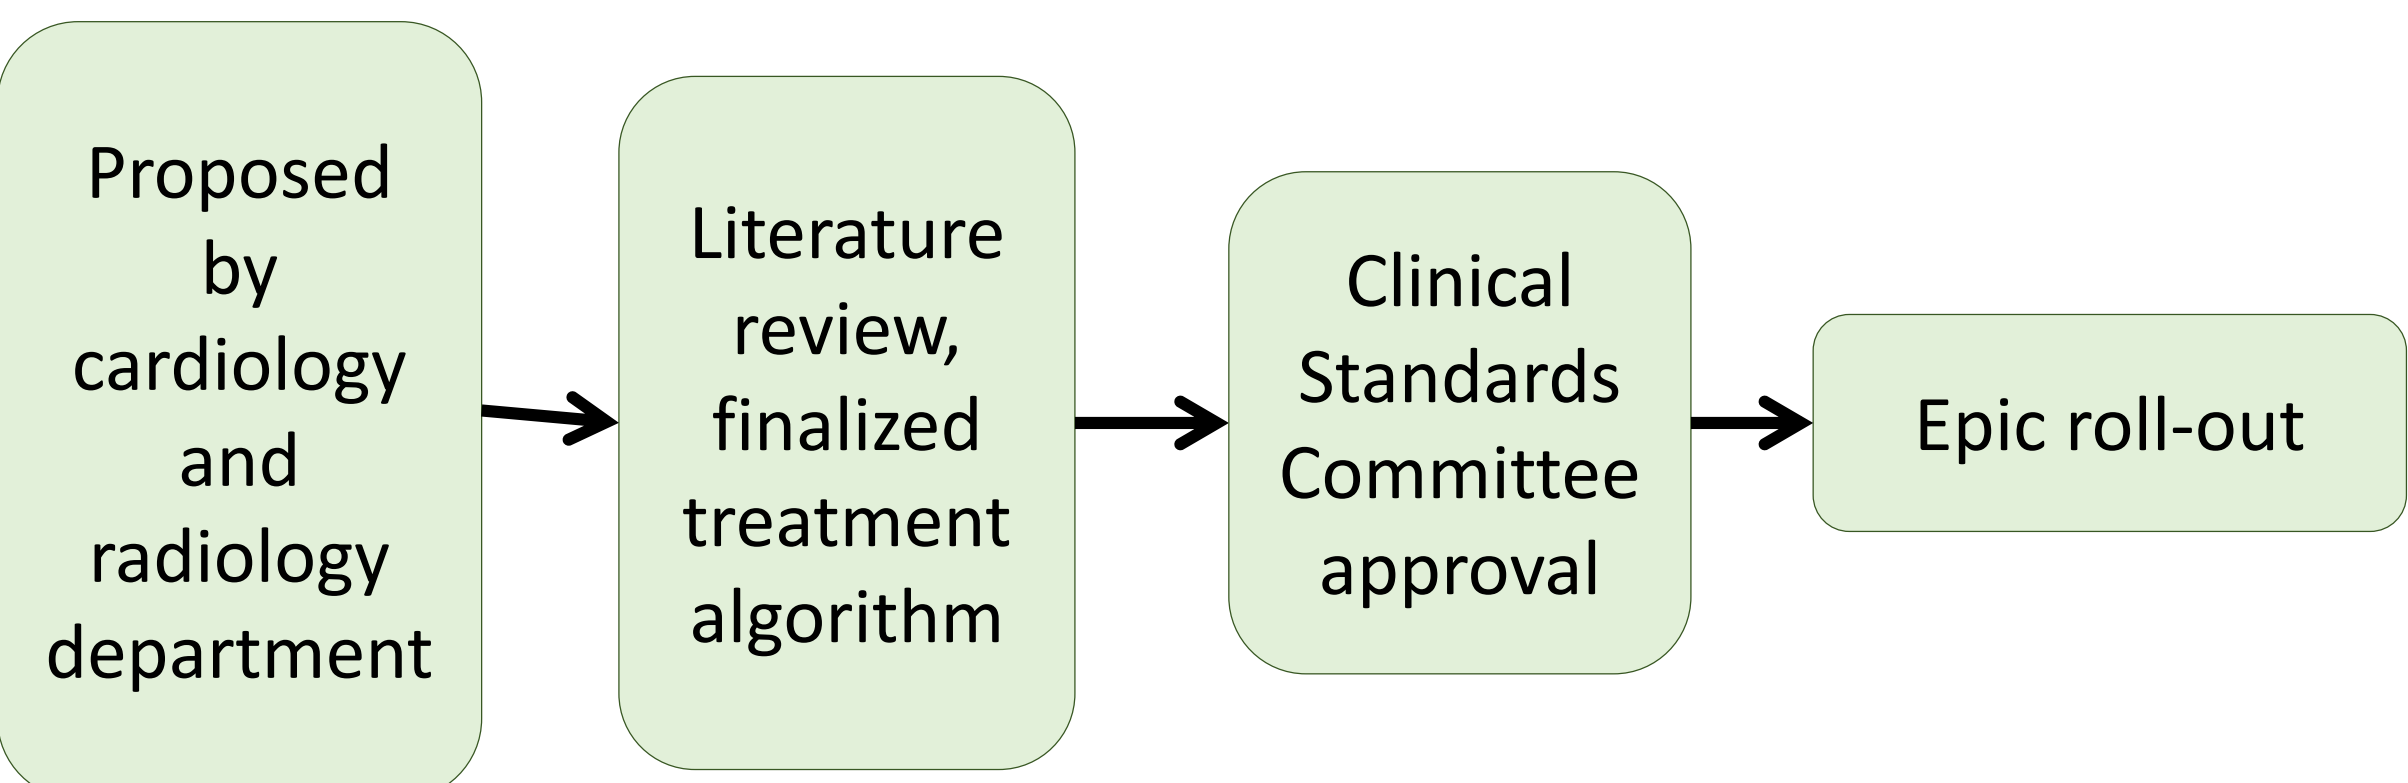 Proposed
by
cardiology
and
radiology
department
Literature
review,
finalized
treatment
algorithm
Clinical
Standards
Committee
approval
Epic roll-out